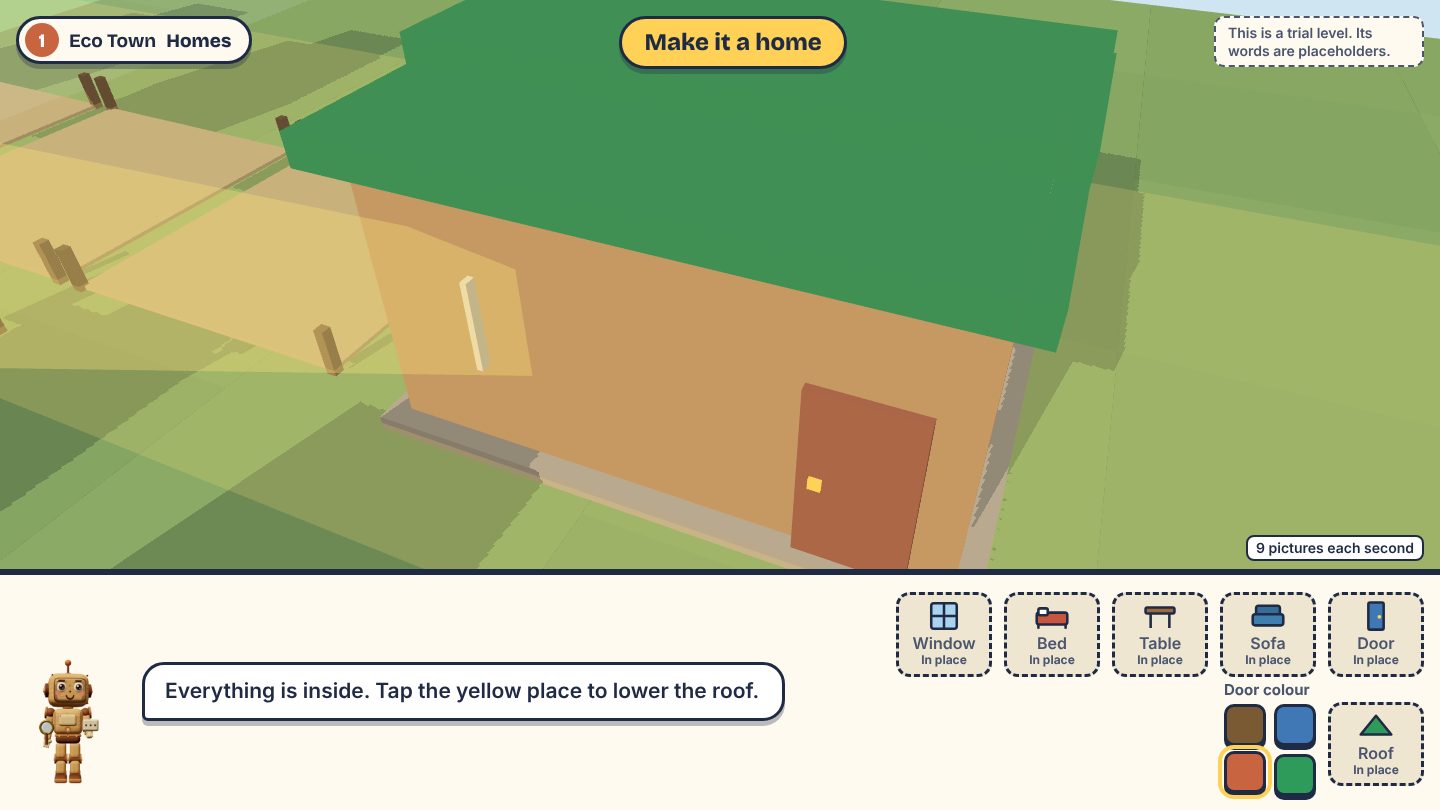 1 Eco Town Homes
Make it a home
This is a trial level. Its
words are placeholders.
9 pictures each second
Everything is inside. Tap the yellow place to lower the roof.
Window
In place
Bed
In place
Table
In place
Sofa
In place
Door
In place
Door colour
Roof
In place